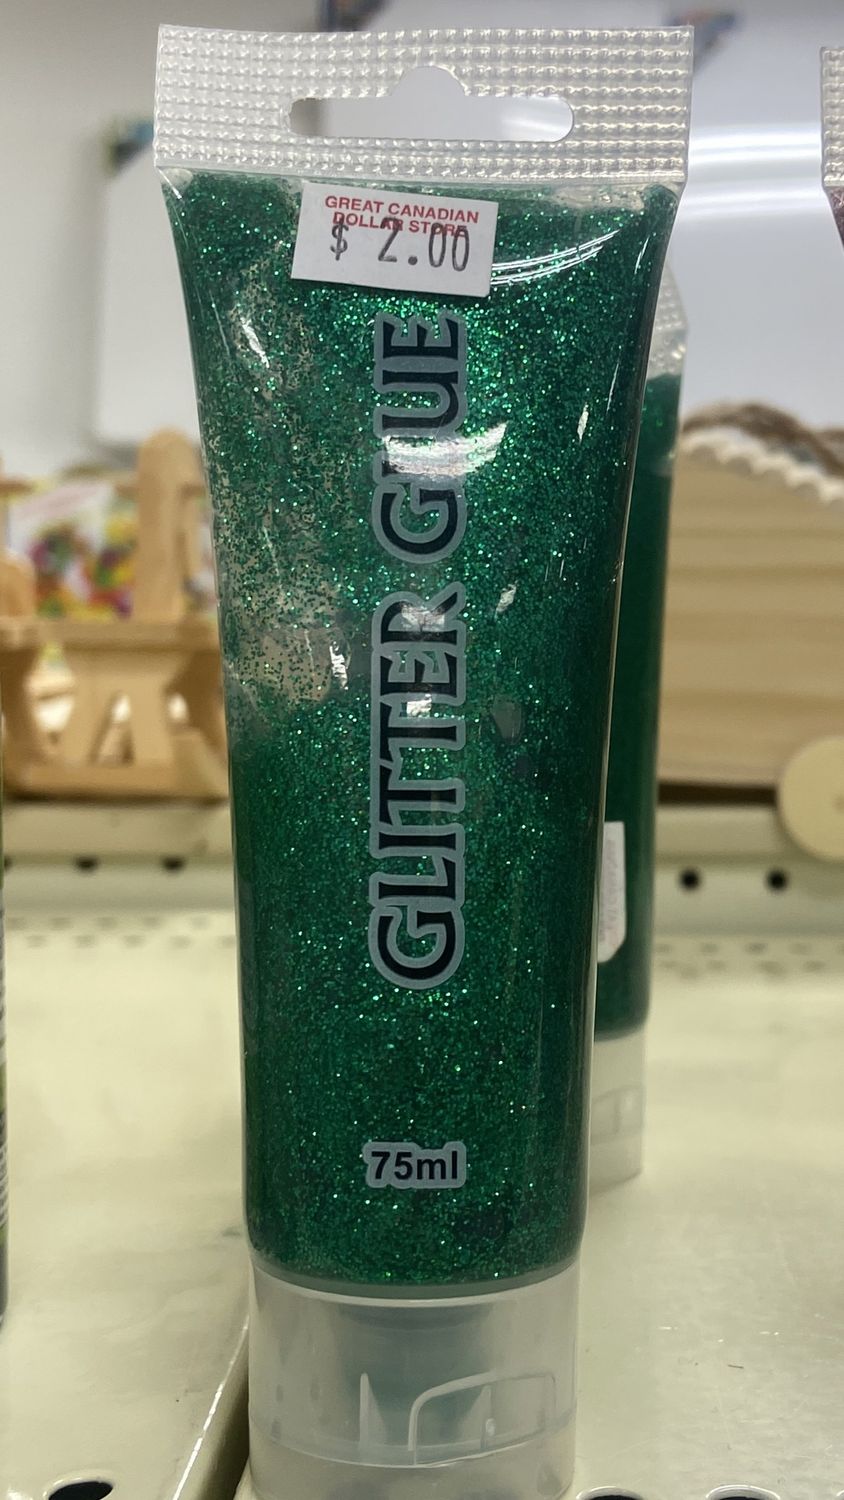 GREAT CANADIAN
DOLLAR STORE
$ 2.00
GLITTER GLUE
75ml